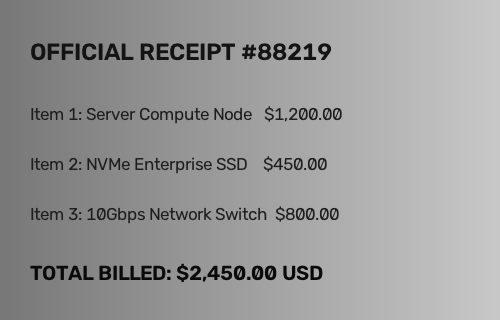 OFFICIAL RECEIPT #88219
Item 1: Server Compute Node $1,200.00
Item 2: NVMe Enterprise SSD $450.00
Item 3: 10Gbps Network Switch $800.00
TOTAL BILLED: $2,450.00 USD